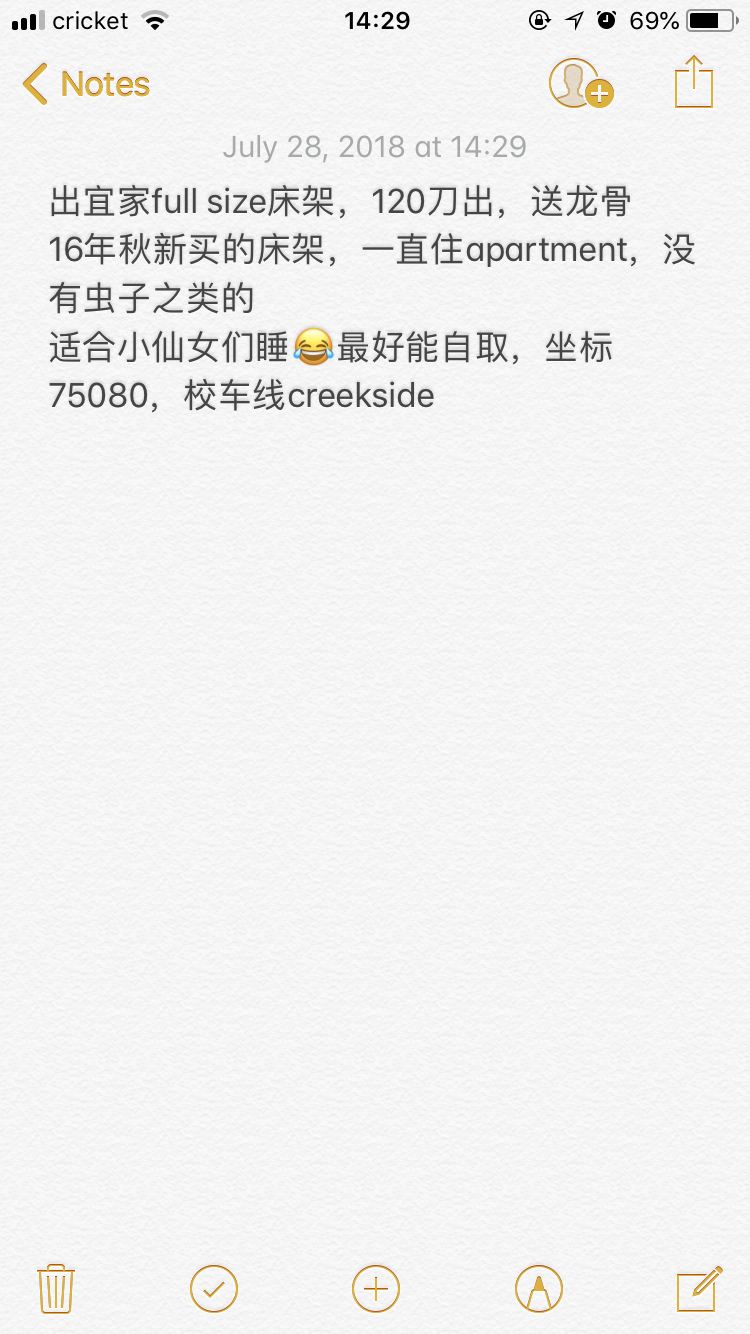 cricket 14:29 69%
Notes
July 28, 2018 at 14:29
出宜家full size床架，120刀出，送龙骨
16年秋新买的床架，一直住apartment，没
有虫子之类的
适合小仙女们睡😂最好能自取，坐标
75080，校车线creekside